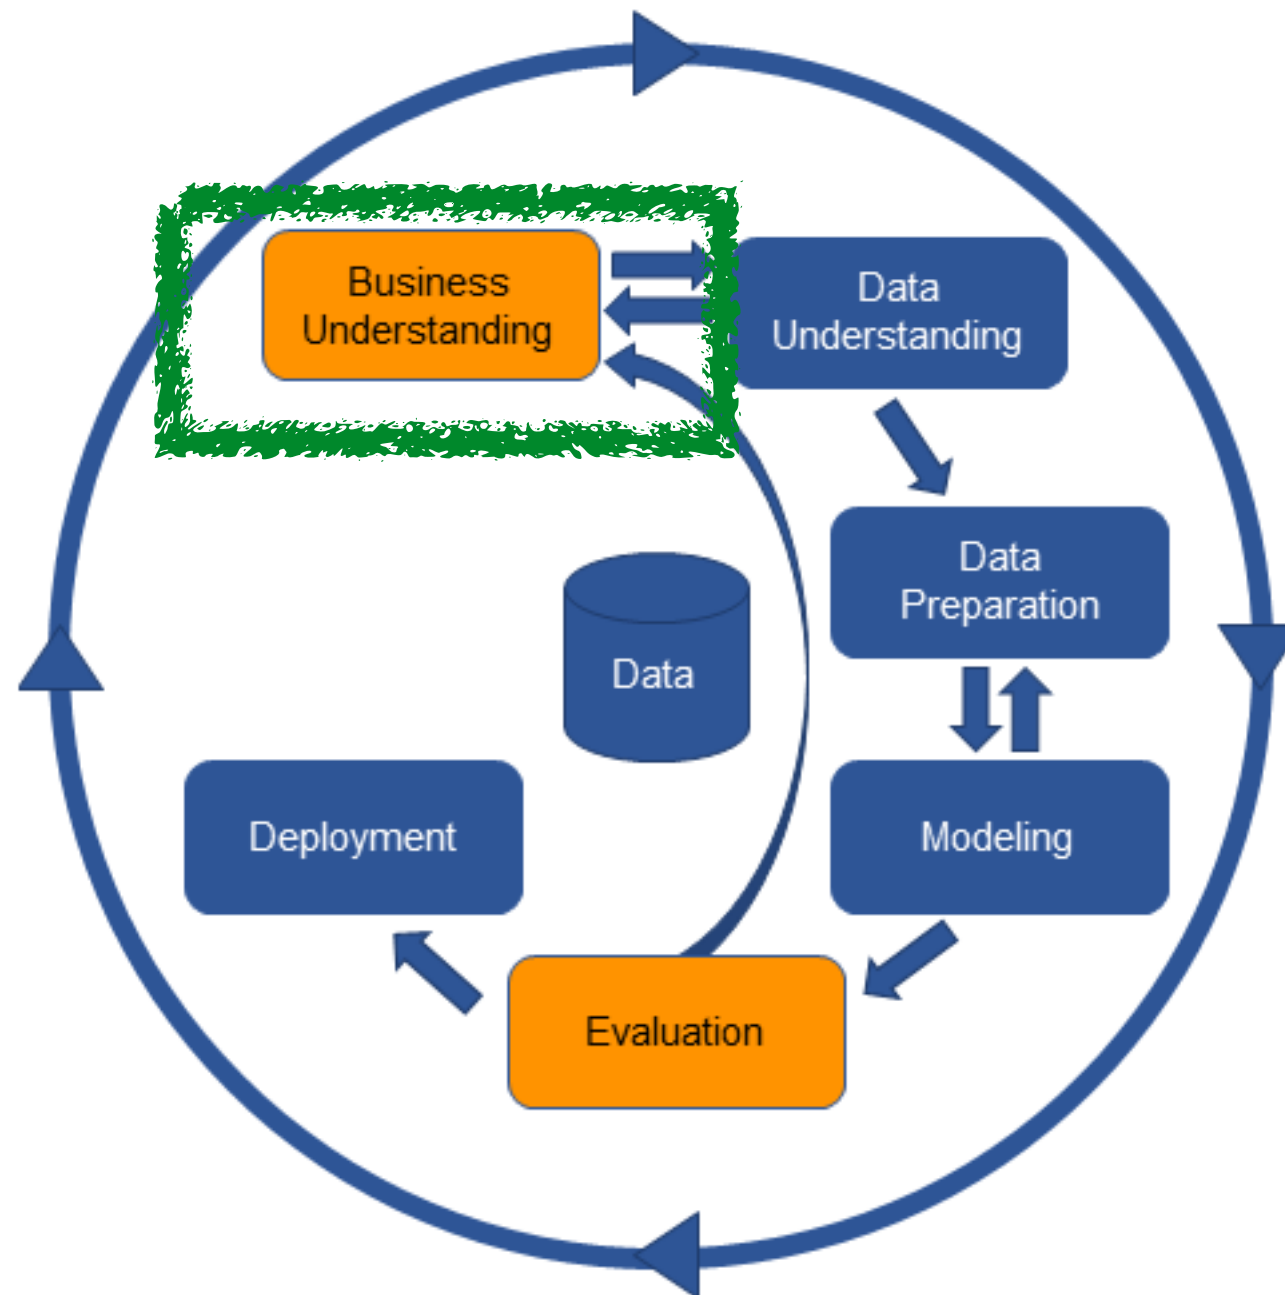 Business
Understanding
Data
Understanding
Data
Preparation
Data
Modeling
Deployment
Evaluation